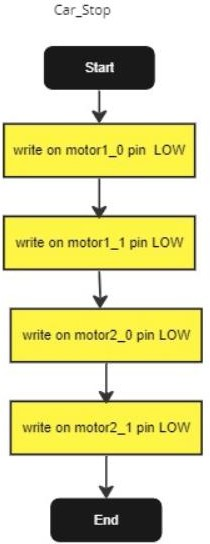 Car_Stop
Start
write on motor1_0 pin LOW
write on motor1_1 pin LOW
write on motor2_0 pin LOW
write on motor2_1 pin LOW
End